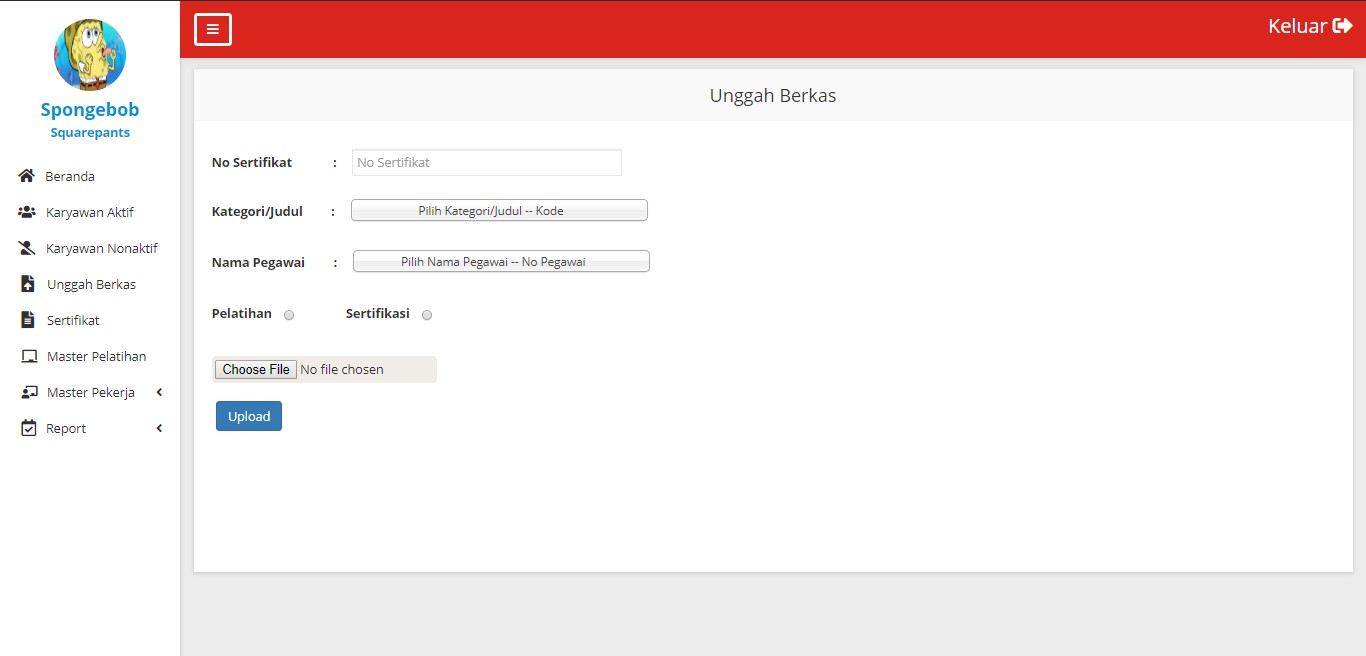 Keluar
Spongebob
Squarepants
Beranda
Karyawan Aktif
Karyawan Nonaktif
Unggah Berkas
Sertifikat
Master Pelatihan
Master Pekerja
Report
Unggah Berkas
No Sertifikat : No Sertifikat
Kategori/Judul : Pilih Kategori/Judul -- Kode
Nama Pegawai : Pilih Nama Pegawai -- No Pegawai
Pelatihan Sertifikasi
Choose File No file chosen
Upload